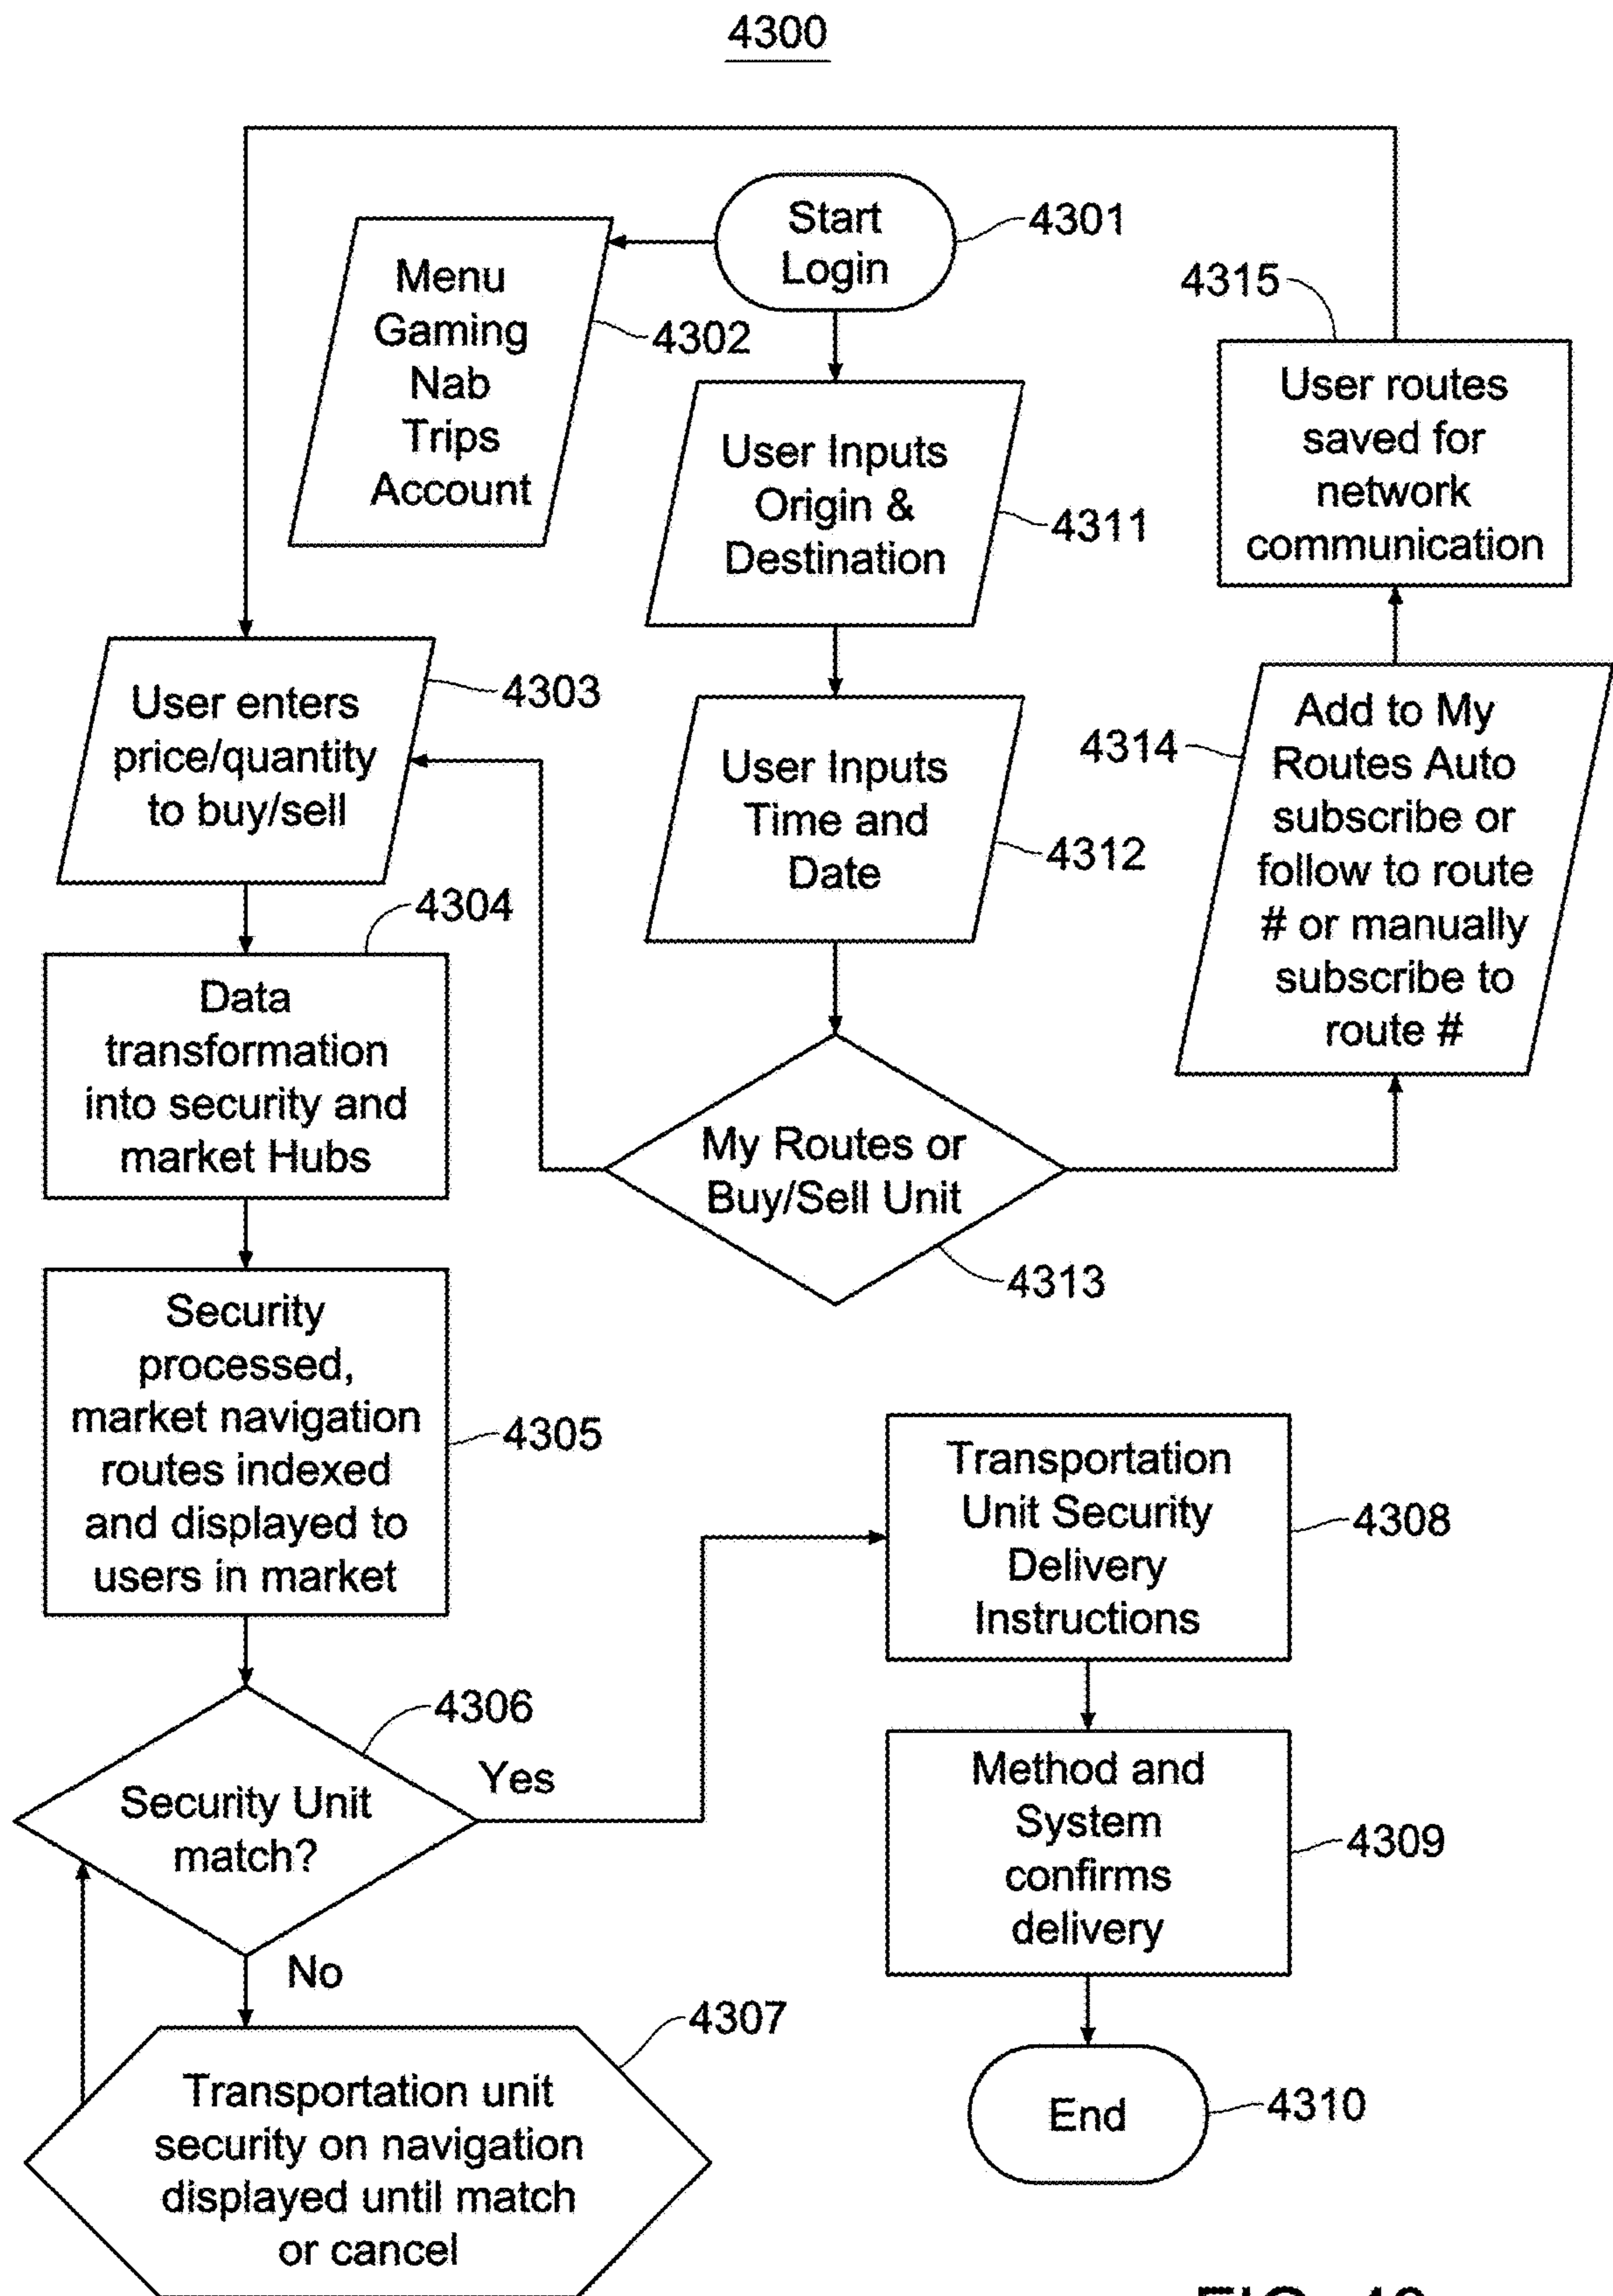 4300
Start
Login
4301
Menu
Gaming
Nab
Trips
Account
4302
4315
User routes
saved for
network
communication
User Inputs
Origin &
Destination
4311
User enters
price/quantity
to buy/sell
4303
User Inputs
Time and
Date
4312
4314
Add to My
Routes Auto
subscribe or
follow to route
# or manually
subscribe to
route #
4304
Data
transformation
into security and
market Hubs
My Routes or
Buy/Sell Unit
4313
Security
processed,
market navigation
routes indexed
and displayed to
users in market
4305
Transportation
Unit Security
Delivery
Instructions
4308
4306
Security Unit
match?
Yes
No
Method and
System
confirms
delivery
4309
4307
Transportation unit
security on navigation
displayed until match
or cancel
End
4310